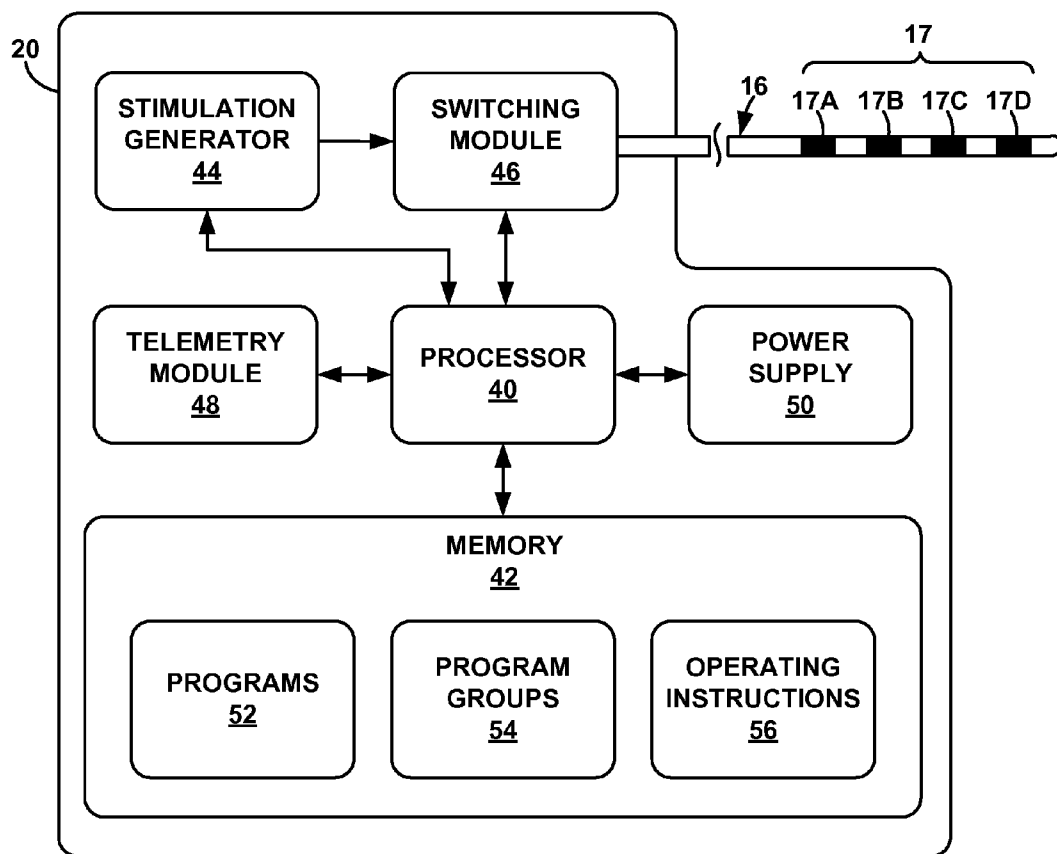 20
17
16
17A 17B 17C 17D
STIMULATION
GENERATOR
44
SWITCHING
MODULE
46
TELEMETRY
MODULE
48
PROCESSOR
40
POWER
SUPPLY
50
MEMORY
42
PROGRAMS
52
PROGRAM
GROUPS
54
OPERATING
INSTRUCTIONS
56